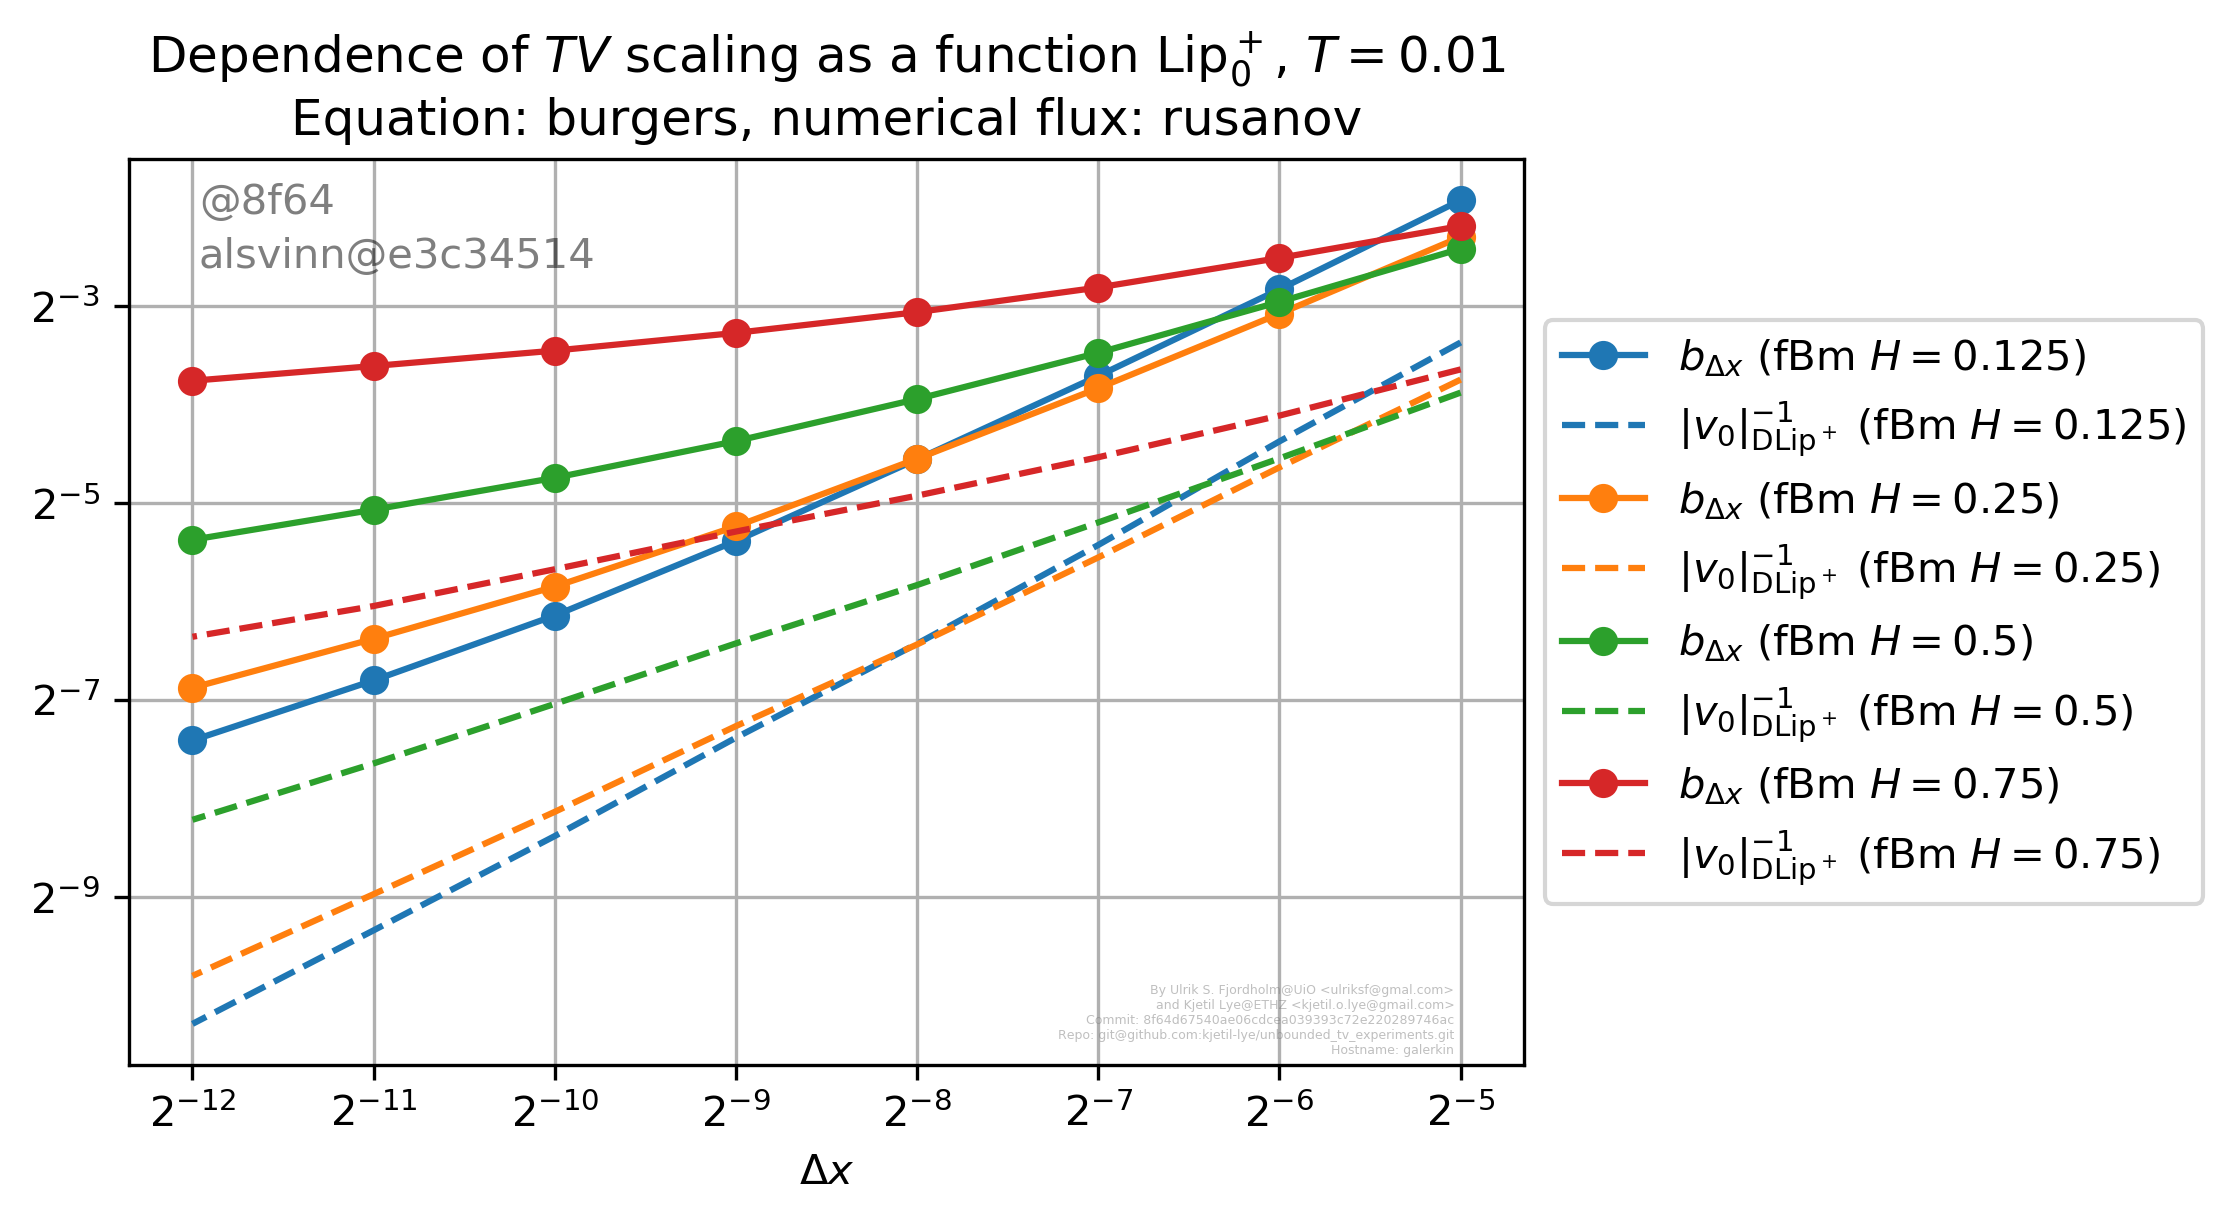 Dependence of TV scaling as a function Lip₀⁺, T = 0.01
Equation: burgers, numerical flux: rusanov
@8f64
alsvinn@e3c34514
2⁻³
2⁻⁵
2⁻⁷
2⁻⁹
2⁻¹² 2⁻¹¹ 2⁻¹⁰ 2⁻⁹ 2⁻⁸ 2⁻⁷ 2⁻⁶ 2⁻⁵
Δx
By Ulrik S. Fjordholm@UiO <ulriksf@gmal.com>
and Kjetil Lye@ETHZ <kjetil.o.lye@gmail.com>
Commit: 8f64d67540ae06cdcea039393c72e220289746ac
Repo: git@github.com:kjetil-lye/unbounded_tv_experiments.git
Hostname: galerkin
b_Δx (fBm H = 0.125)
|v₀|⁻¹_DLip⁺ (fBm H = 0.125)
b_Δx (fBm H = 0.25)
|v₀|⁻¹_DLip⁺ (fBm H = 0.25)
b_Δx (fBm H = 0.5)
|v₀|⁻¹_DLip⁺ (fBm H = 0.5)
b_Δx (fBm H = 0.75)
|v₀|⁻¹_DLip⁺ (fBm H = 0.75)